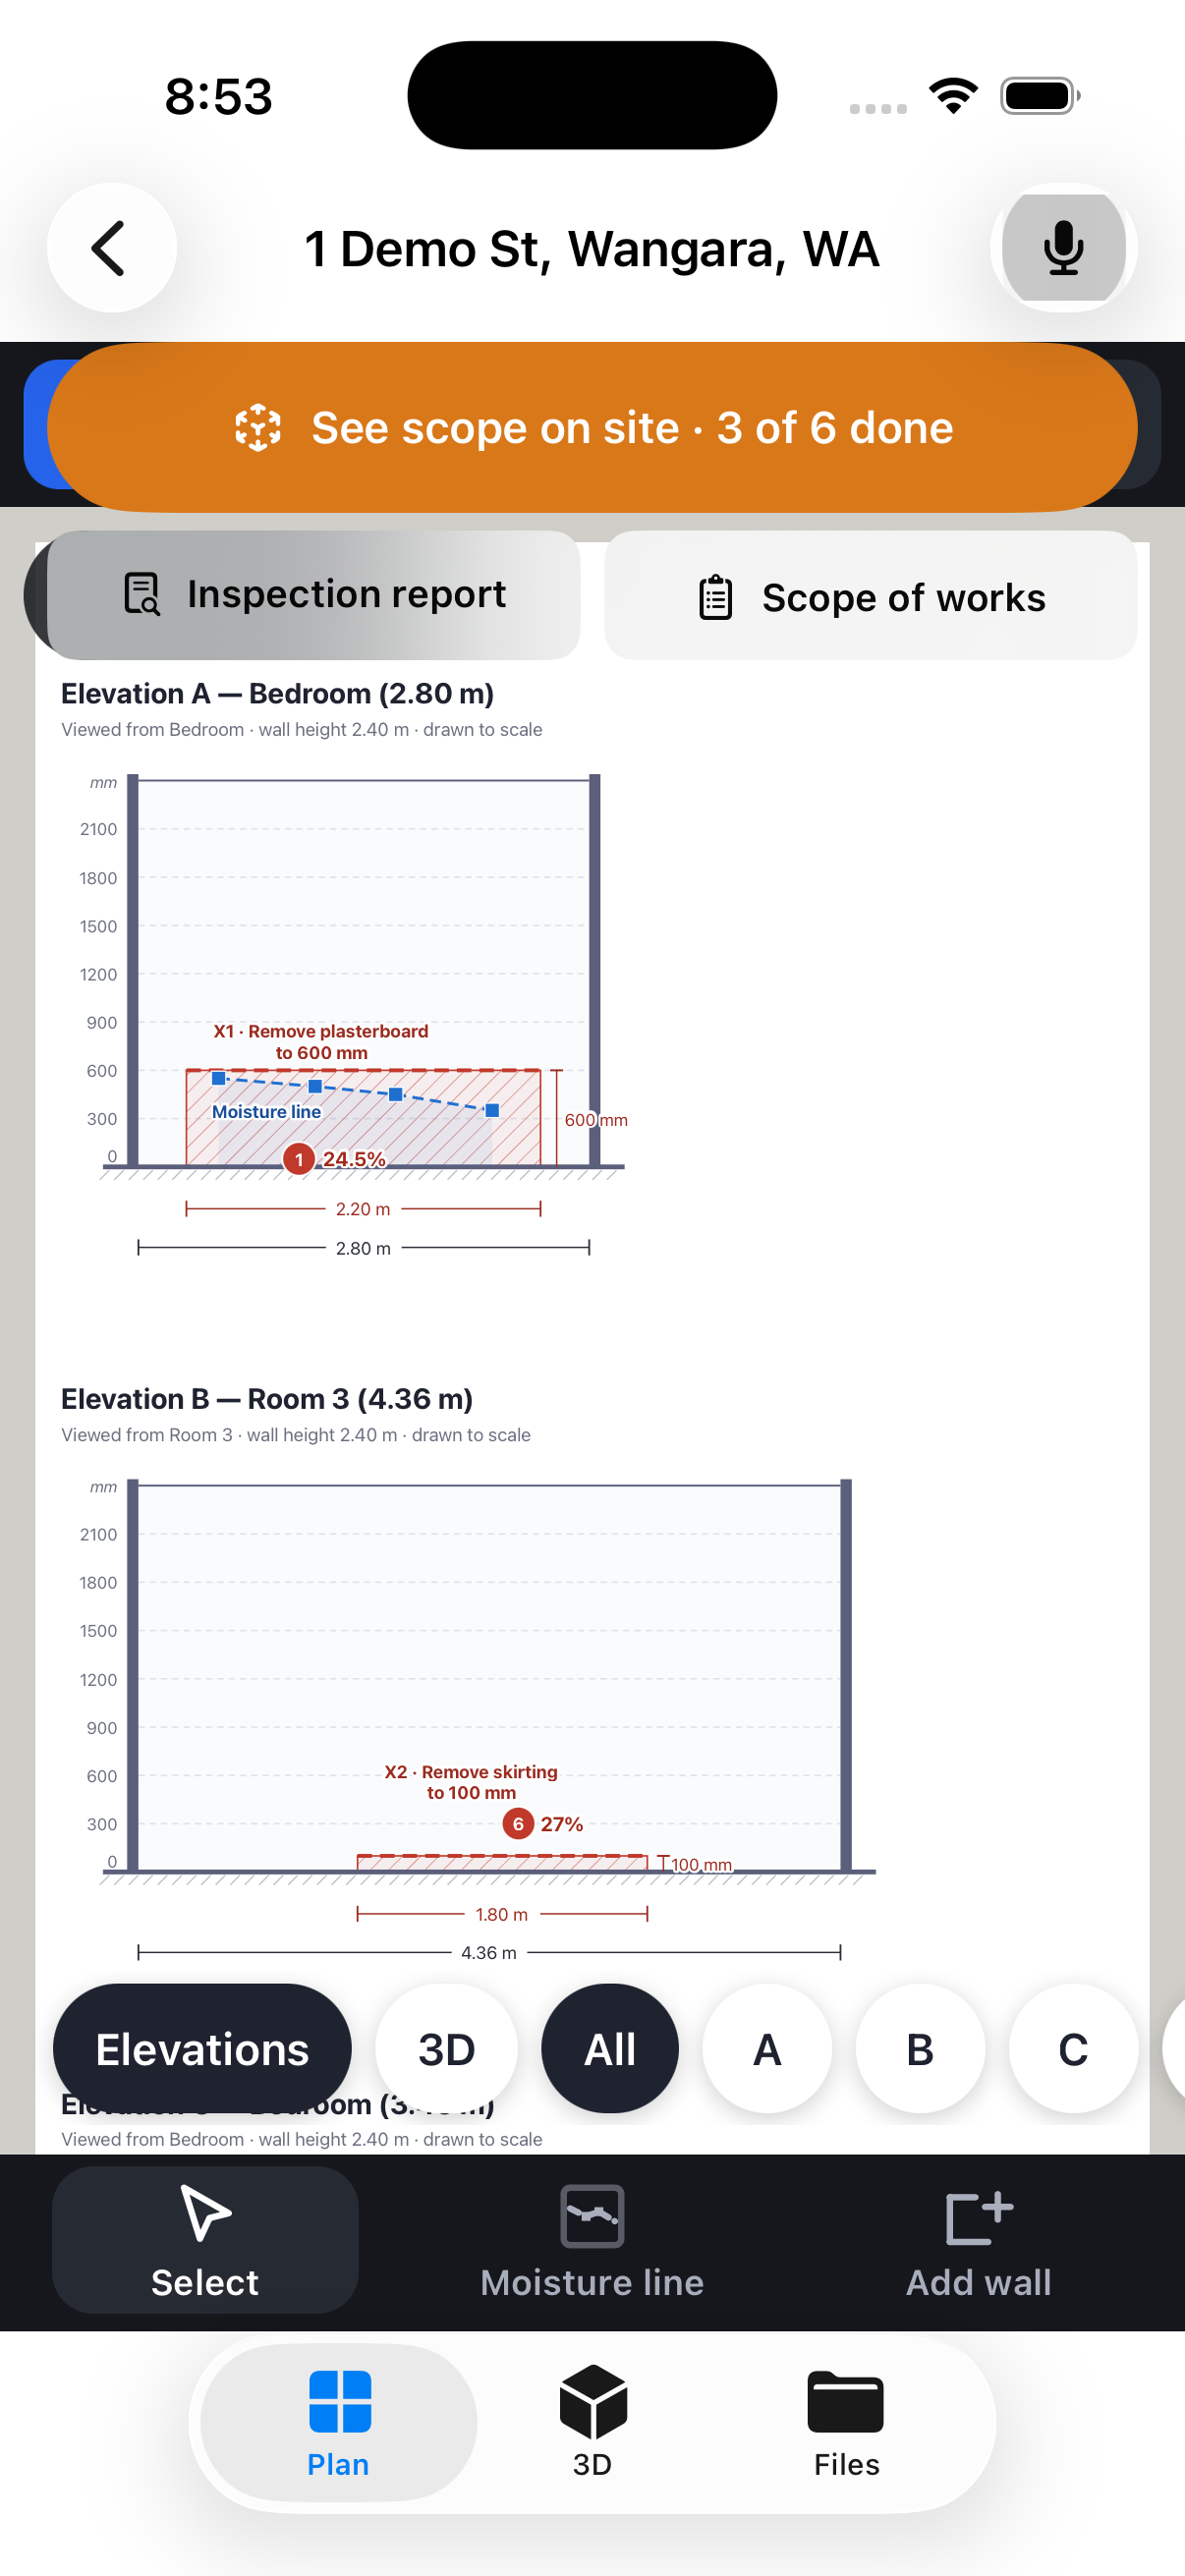 8:53
1 Demo St, Wangara, WA
See scope on site · 3 of 6 done
Inspection report
Scope of works
Elevation A — Bedroom (2.80 m)
Viewed from Bedroom · wall height 2.40 m · drawn to scale
mm
2100
1800
1500
1200
900
X1 · Remove plasterboard
to 600 mm
600
Moisture line
300
600 mm
0
1
24.5%
2.20 m
2.80 m
Elevation B — Room 3 (4.36 m)
Viewed from Room 3 · wall height 2.40 m · drawn to scale
mm
2100
1800
1500
1200
900
600
X2 · Remove skirting
to 100 mm
300
6
27%
0
100 mm
1.80 m
4.36 m
Elevations
3D
All
A
B
C
Viewed from Bedroom · wall height 2.40 m · drawn to scale
Select
Moisture line
Add wall
Plan
3D
Files